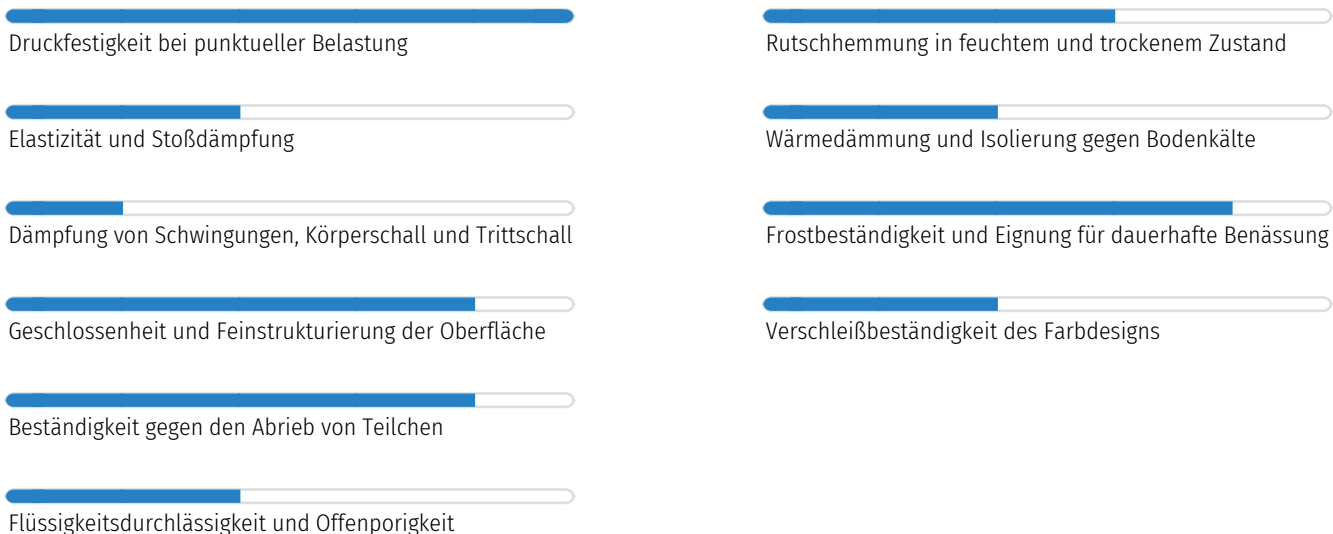 Druckfestigkeit bei punktueller Belastung
Elastizität und Stoßdämpfung
Dämpfung von Schwingungen, Körperschall und Trittschall
Geschlossenheit und Feinstrukturierung der Oberfläche
Beständigkeit gegen den Abrieb von Teilchen
Flüssigkeitsdurchlässigkeit und Offenporigkeit
Rutschhemmung in feuchtem und trockenem Zustand
Wärmedämmung und Isolierung gegen Bodenkälte
Frostbeständigkeit und Eignung für dauerhafte Benässung
Verschleißbeständigkeit des Farbdesigns